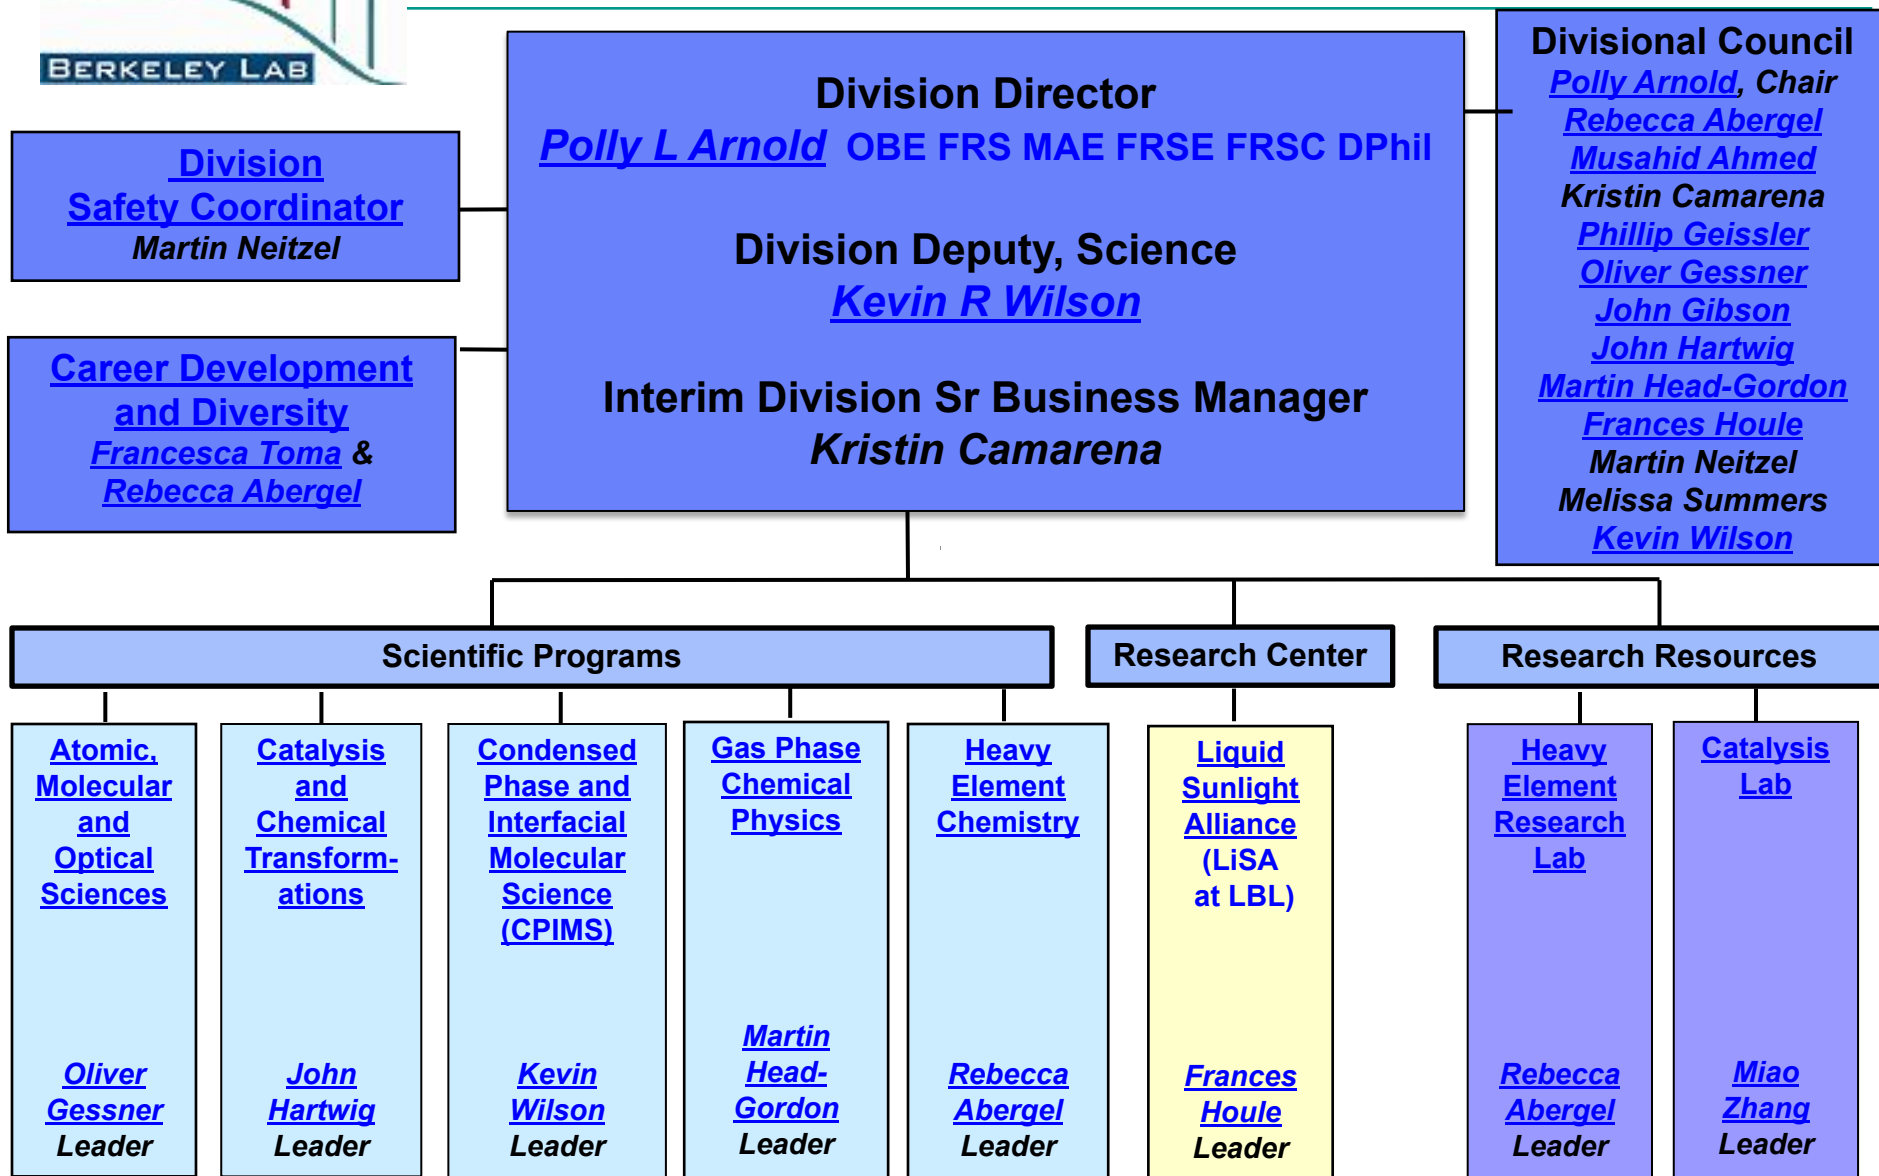 BERKELEY LAB
Division Director
Polly L Arnold OBE FRS MAE FRSE FRSC DPhil
Division Deputy, Science
Kevin R Wilson
Interim Division Sr Business Manager
Kristin Camarena
Division
Safety Coordinator
Martin Neitzel
Career Development
and Diversity
Francesca Toma &
Rebecca Abergel
Divisional Council
Polly Arnold, Chair
Rebecca Abergel
Musahid Ahmed
Kristin Camarena
Phillip Geissler
Oliver Gessner
John Gibson
John Hartwig
Martin Head-Gordon
Frances Houle
Martin Neitzel
Melissa Summers
Kevin Wilson
Scientific Programs
Atomic,
Molecular
and
Optical
Sciences
Oliver
Gessner
Leader
Catalysis
and
Chemical
Transform-
ations
John
Hartwig
Leader
Condensed
Phase and
Interfacial
Molecular
Science
(CPIMS)
Kevin
Wilson
Leader
Gas Phase
Chemical
Physics
Martin
Head-
Gordon
Leader
Heavy
Element
Chemistry
Rebecca
Abergel
Leader
Research Center
Liquid
Sunlight
Alliance
(LiSA
at LBL)
Frances
Houle
Leader
Research Resources
Heavy
Element
Research
Lab
Rebecca
Abergel
Leader
Catalysis
Lab
Miao
Zhang
Leader